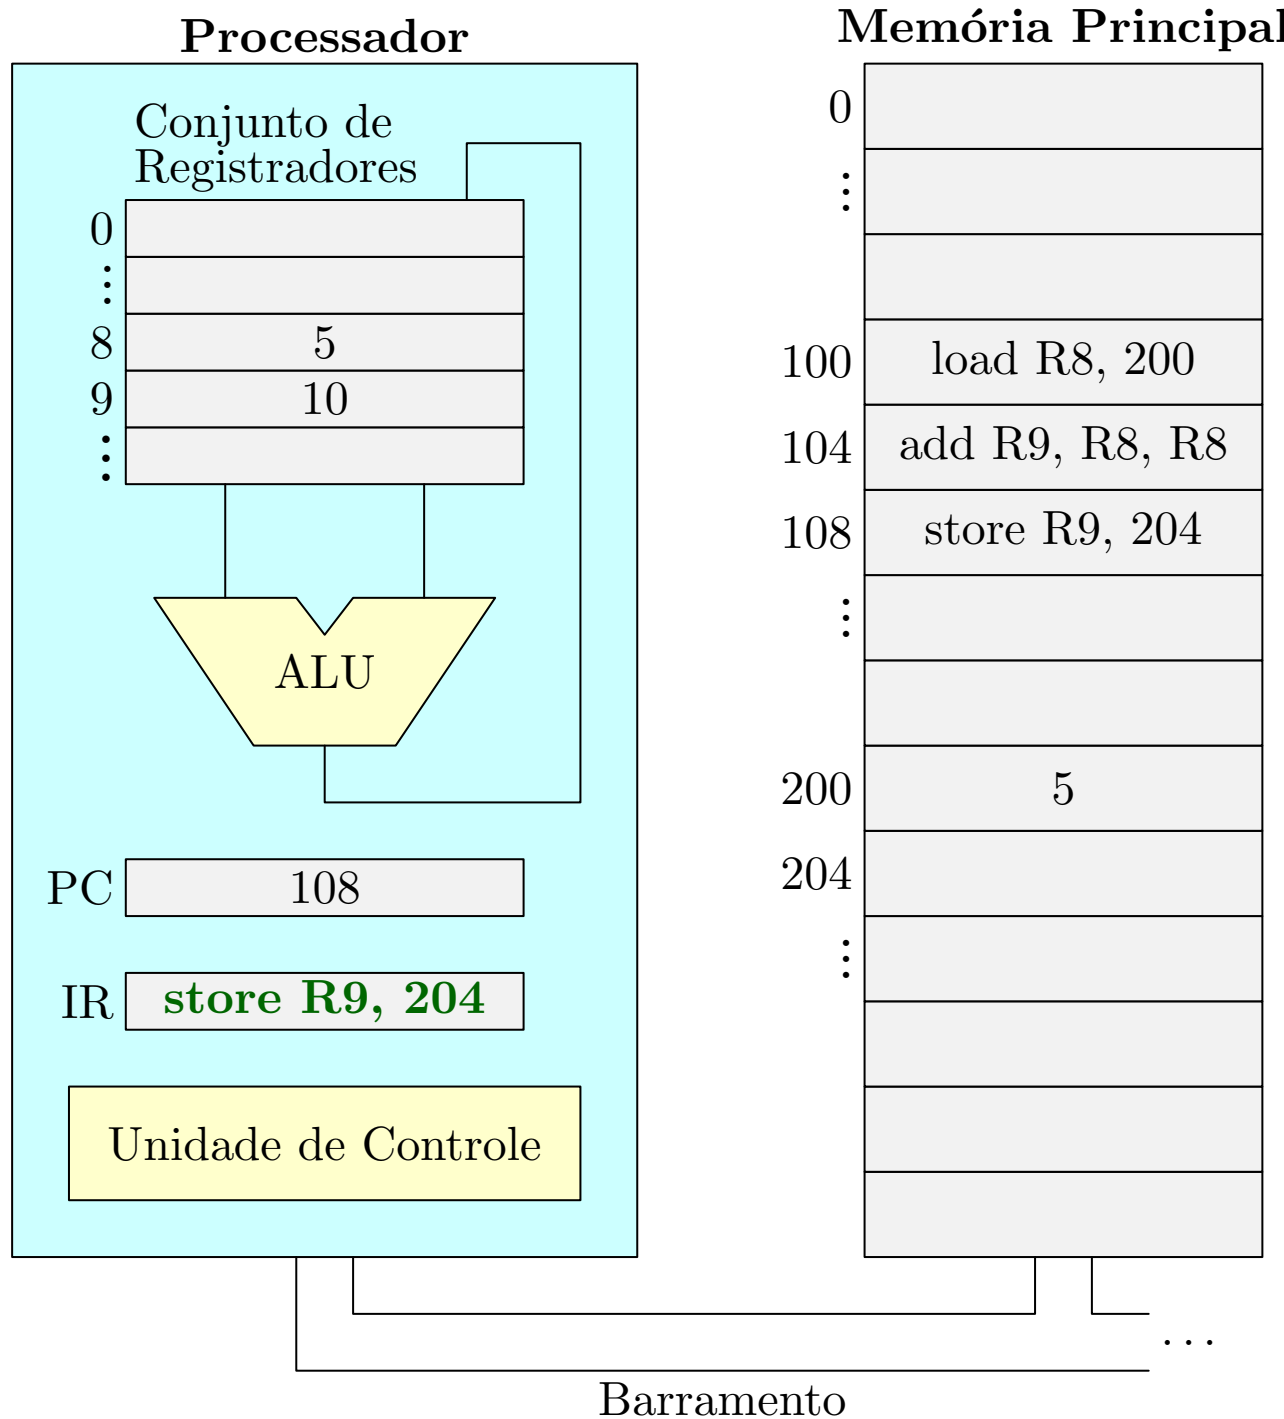 Processador
Conjunto de
Registradores
0
⋮
8 5
9 10
⋮
ALU
PC 108
IR store R9, 204
Unidade de Controle
Memória Principal
0
⋮
100 load R8, 200
104 add R9, R8, R8
108 store R9, 204
⋮
200 5
204
⋮
...
Barramento